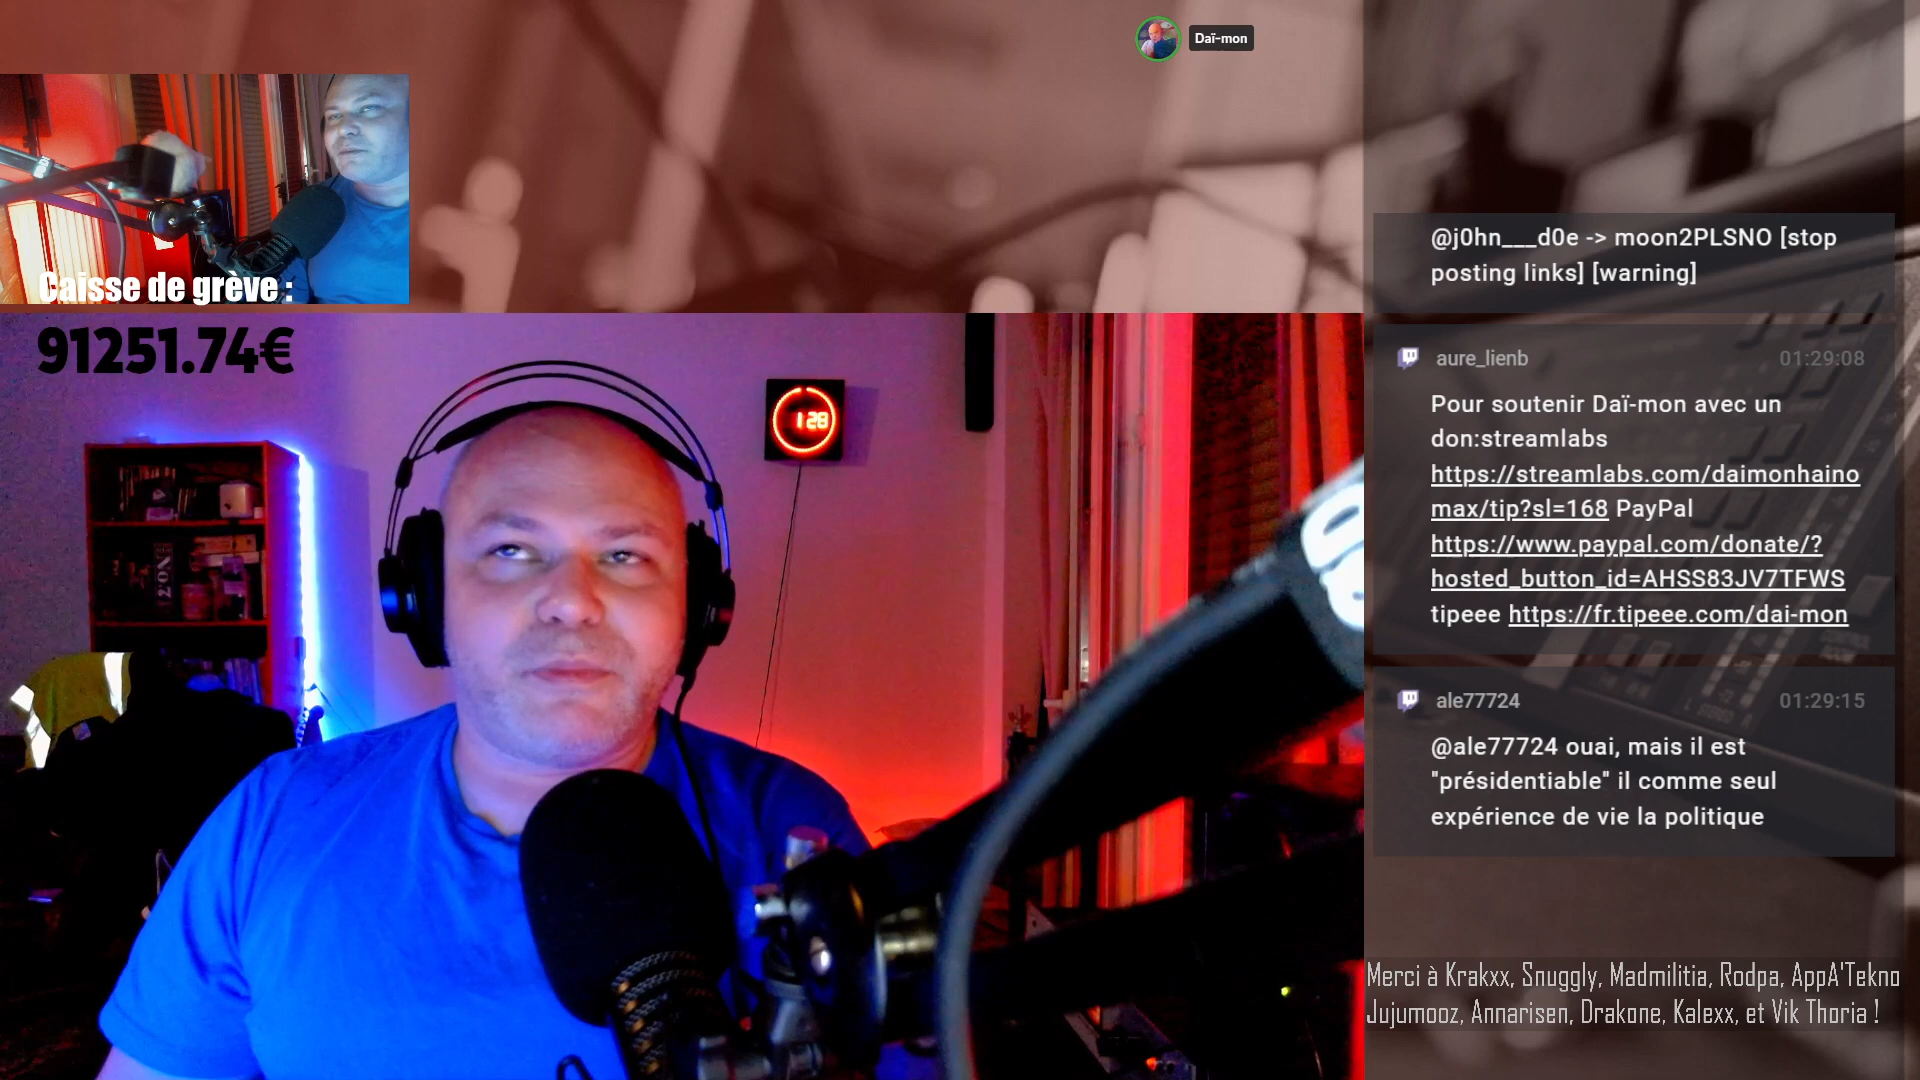 Daï-mon
Caisse de grève :
91251.74€
1:28
@j0hn___d0e -> moon2PLSNO [stop
posting links] [warning]
aure_lienb 01:29:08
Pour soutenir Daï-mon avec un
don:streamlabs
https://streamlabs.com/daimonhaino
max/tip?sl=168 PayPal
https://www.paypal.com/donate/?
hosted_button_id=AHSS83JV7TFWS
tipeee https://fr.tipeee.com/dai-mon
ale77724 01:29:15
@ale77724 ouai, mais il est
"présidentiable" il comme seul
expérience de vie la politique
Merci à Krakxx, Snuggly, Madmilitia, Rodpa, AppA'Tekno
Jujumooz, Annarisen, Drakone, Kalexx, et Vik Thoria !